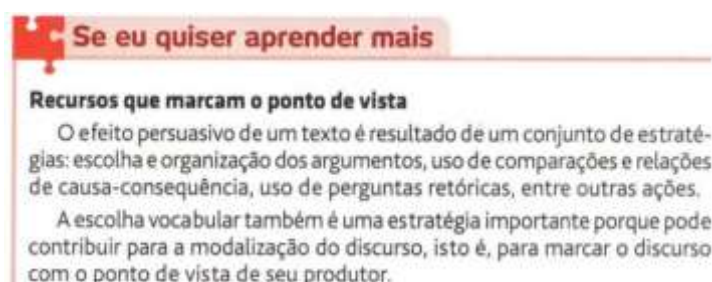 Se eu quiser aprender mais
Recursos que marcam o ponto de vista
O efeito persuasivo de um texto é resultado de um conjunto de estraté-
gias: escolha e organização dos argumentos, uso de comparações e relações
de causa-consequência, uso de perguntas retóricas, entre outras ações.
A escolha vocabular também é uma estratégia importante porque pode
contribuir para a modalização do discurso, isto é, para marcar o discurso
com o ponto de vista de seu produtor.